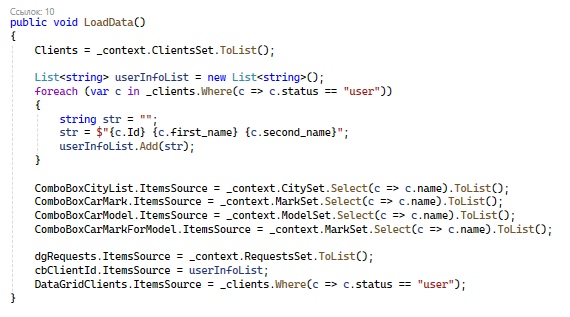 Ссылок: 10
public void LoadData()
{
Clients = _context.ClientsSet.ToList();
List<string> userInfoList = new List<string>();
foreach (var c in _clients.Where(c => c.status == "user"))
{
string str = "";
str = $"{c.Id} {c.first_name} {c.second_name}";
userInfoList.Add(str);
}
ComboBoxCityList.ItemsSource = _context.CitySet.Select(c => c.name).ToList();
ComboBoxCarMark.ItemsSource = _context.MarkSet.Select(c => c.name).ToList();
ComboBoxCarModel.ItemsSource = _context.ModelSet.Select(c => c.name).ToList();
ComboBoxCarMarkForModel.ItemsSource = _context.MarkSet.Select(c => c.name).ToList();
dgRequests.ItemsSource = _context.RequestsSet.ToList();
cbClientId.ItemsSource = userInfoList;
DataGridClients.ItemsSource = _clients.Where(c => c.status == "user");
}